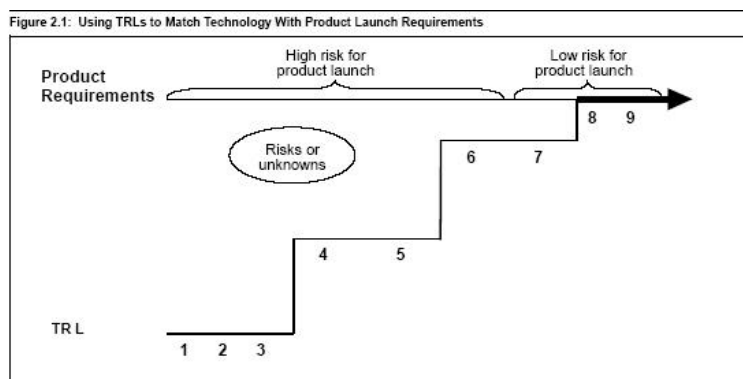 Figure 2.1: Using TRLs to Match Technology With Product Launch Requirements
High risk for
product launch
Low risk for
product launch
Product
Requirements
8 9
Risks or
unknowns
6 7
4 5
TR L
1 2 3